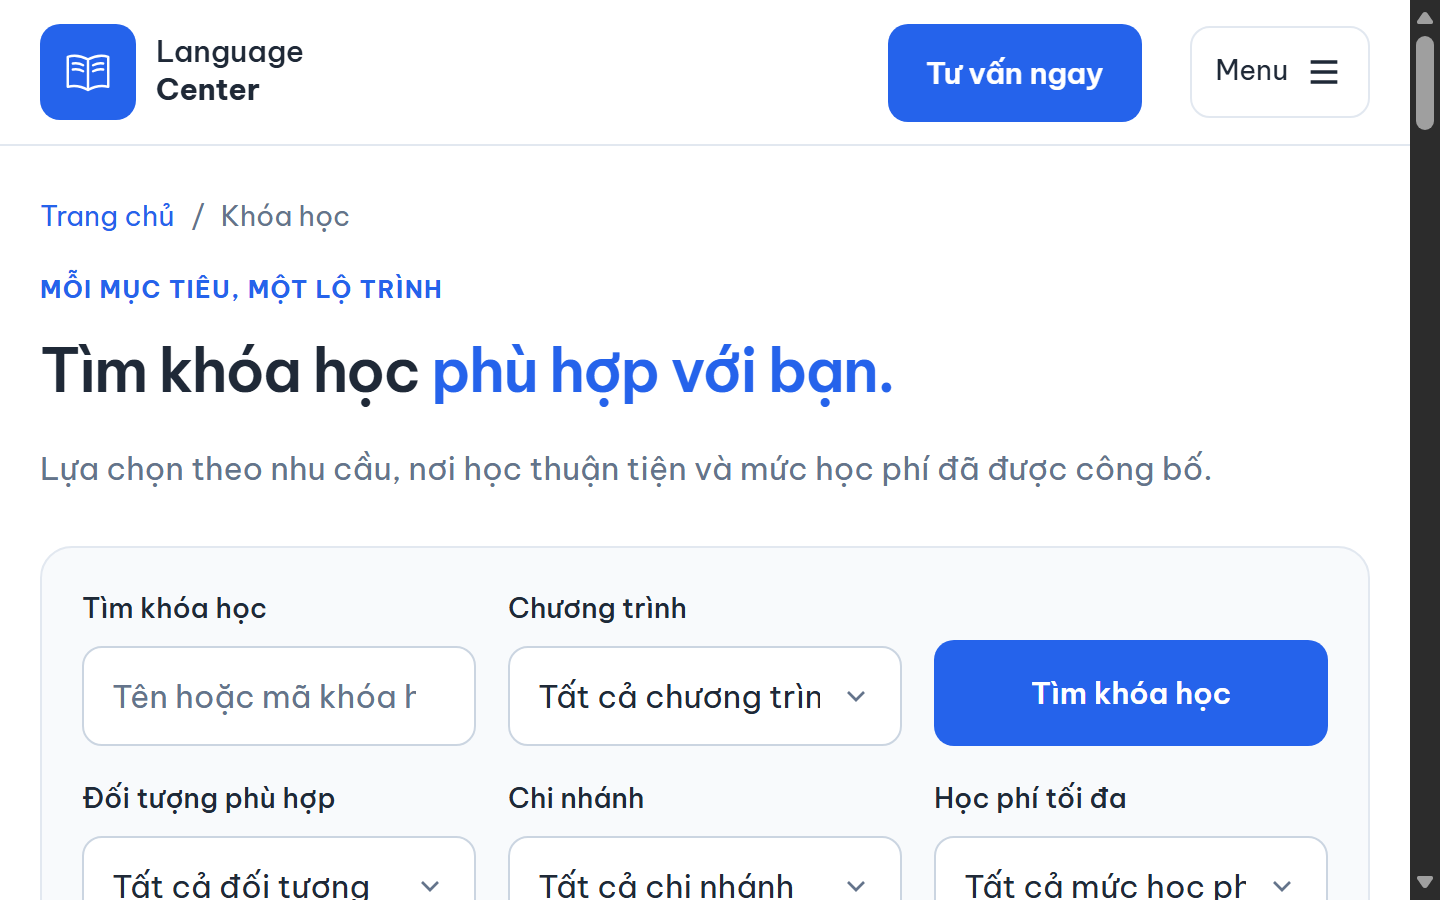 Language
Center
Tư vấn ngay
Menu
Trang chủ / Khóa học
MỖI MỤC TIÊU, MỘT LỘ TRÌNH
Tìm khóa học phù hợp với bạn.
Lựa chọn theo nhu cầu, nơi học thuận tiện và mức học phí đã được công bố.
Tìm khóa học
Chương trình
Tên hoặc mã khóa h
Tất cả chương trìn
Tìm khóa học
Đối tượng phù hợp
Chi nhánh
Học phí tối đa
Tất cả đối tượng
Tất cả chi nhánh
Tất cả mức học ph